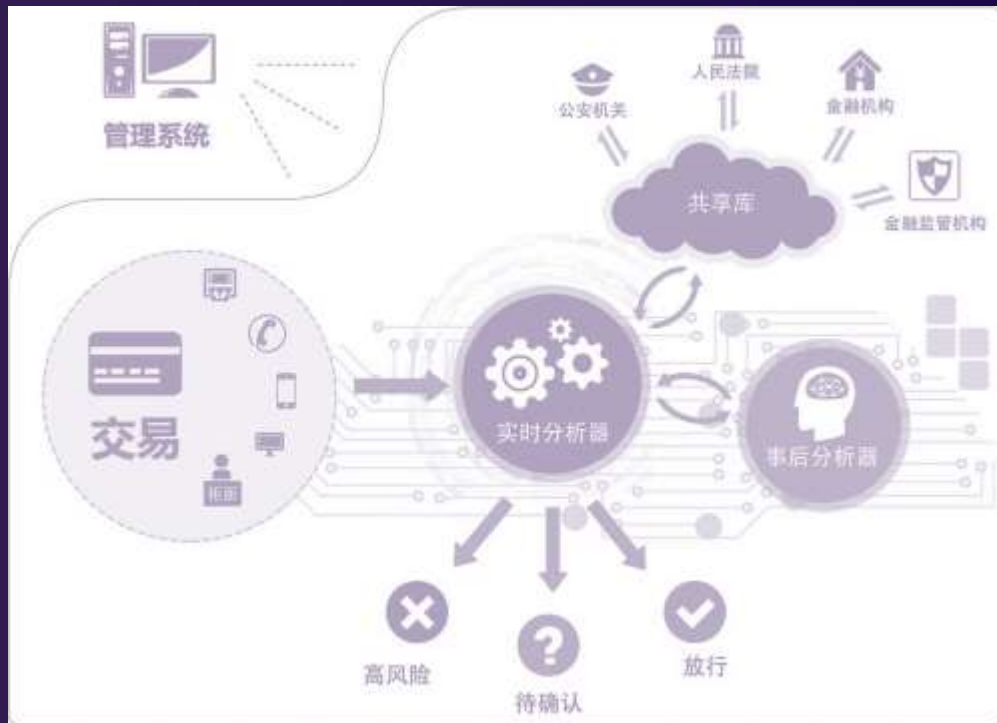 管理系统
人民法院
公安机关
金融机构
共享库
金融监管机构
交易
柜面
实时分析器
事后分析器
高风险
待确认
放行